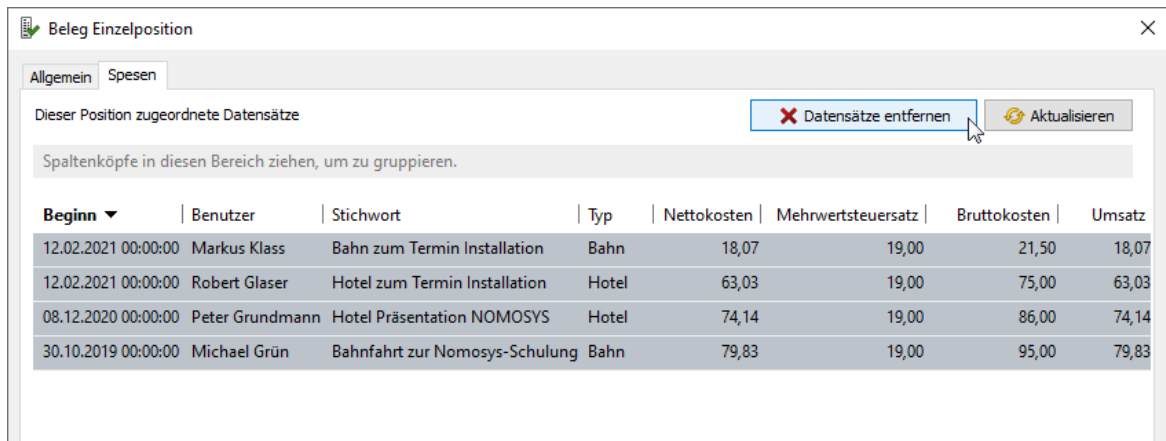 Beleg Einzelposition
Allgemein Spesen
Dieser Position zugeordnete Datensätze Datensätze entfernen Aktualisieren
Spaltenköpfe in diesen Bereich ziehen, um zu gruppieren.
Beginn Benutzer Stichwort Typ Nettokosten Mehrwertsteuersatz Bruttokosten Umsatz
12.02.2021 00:00:00 Markus Klass Bahn zum Termin Installation Bahn 18,07 19,00 21,50 18,07
12.02.2021 00:00:00 Robert Glaser Hotel zum Termin Installation Hotel 63,03 19,00 75,00 63,03
08.12.2020 00:00:00 Peter Grundmann Hotel Präsentation NOMOSYS Hotel 74,14 19,00 86,00 74,14
30.10.2019 00:00:00 Michael Grün Bahnfahrt zur Nomosys-Schulung Bahn 79,83 19,00 95,00 79,83